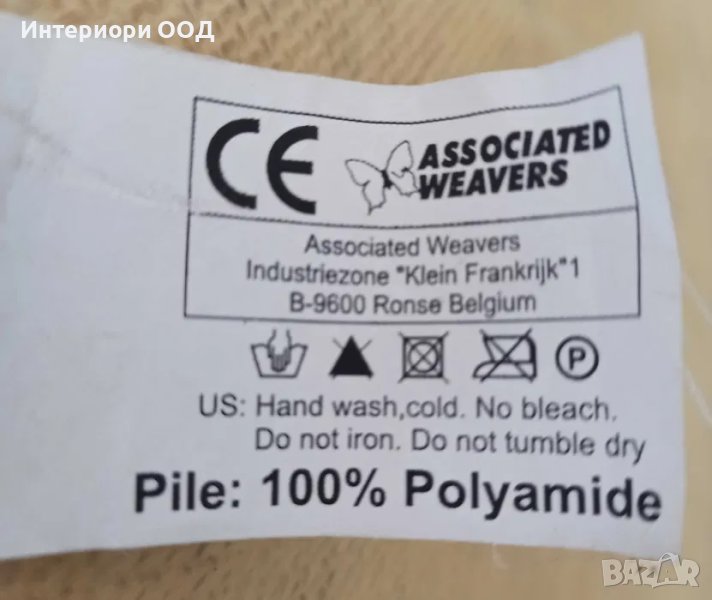 Интериори ООД
CE
ASSOCIATED
WEAVERS
Associated Weavers
Industriezone "Klein Frankrijk"1
B-9600 Ronse Belgium
P
US: Hand wash,cold. No bleach.
Do not iron. Do not tumble dry
Pile: 100% Polyamide
BAZAR